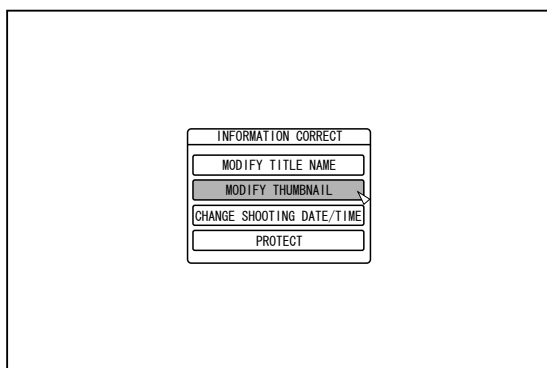 INFORMATION CORRECT
MODIFY TITLE NAME
MODIFY THUMBNAIL
CHANGE SHOOTING DATE/TIME
PROTECT